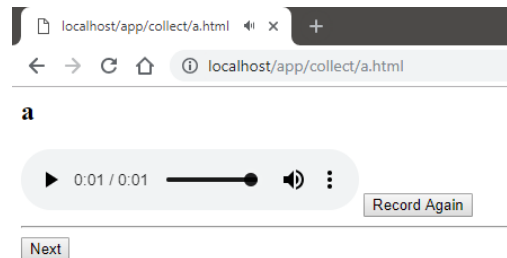 localhost/app/collect/a.html
localhost/app/collect/a.html
a
0:01 / 0:01
Record Again
Next